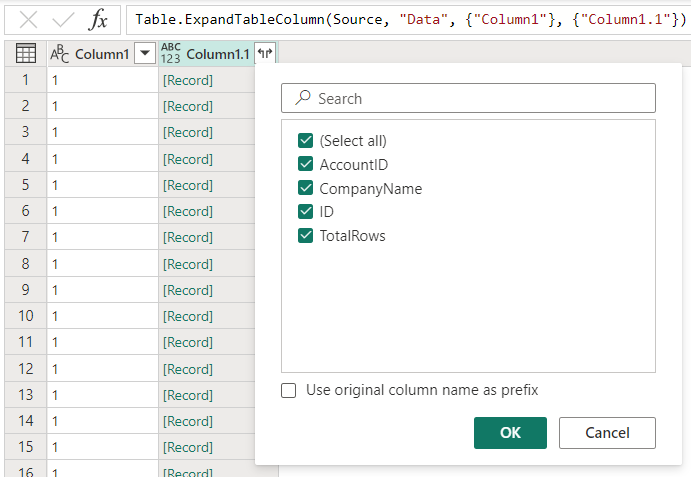 fx Table.ExpandTableColumn(Source, "Data", {"Column1"}, {"Column1.1"})
ABC Column1 ABC 123 Column1.1
1 1 [Record]
2 1 [Record]
3 1 [Record]
4 1 [Record]
5 1 [Record]
6 1 [Record]
7 1 [Record]
8 1 [Record]
9 1 [Record]
10 1 [Record]
11 1 [Record]
12 1 [Record]
13 1 [Record]
14 1 [Record]
15 1 [Record]
16 1 [Record]
Search
(Select all)
AccountID
CompanyName
ID
TotalRows
Use original column name as prefix
OK Cancel